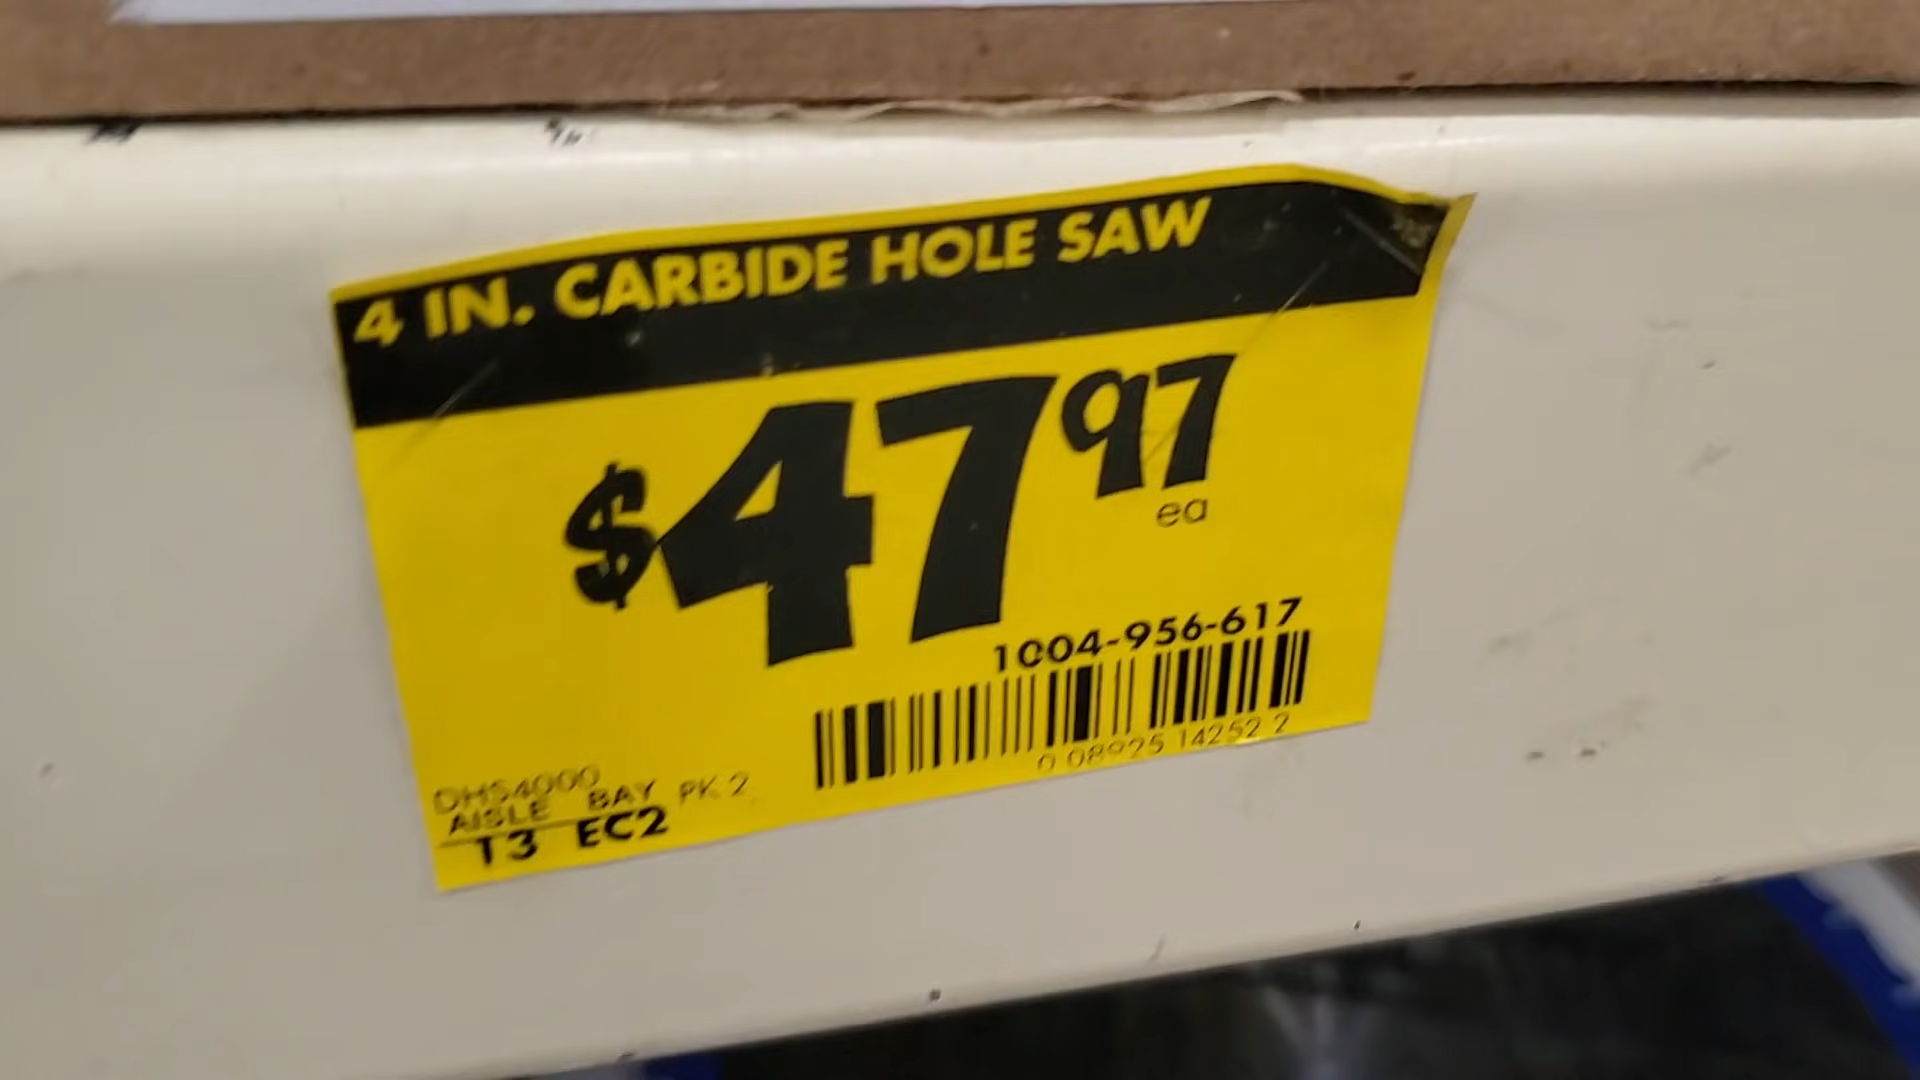 4 IN. CARBIDE HOLE SAW
$47 97
ea
1004-956-617
0 08925 14252 2
DHS4000
AISLE BAY PK 2
T3 EC2